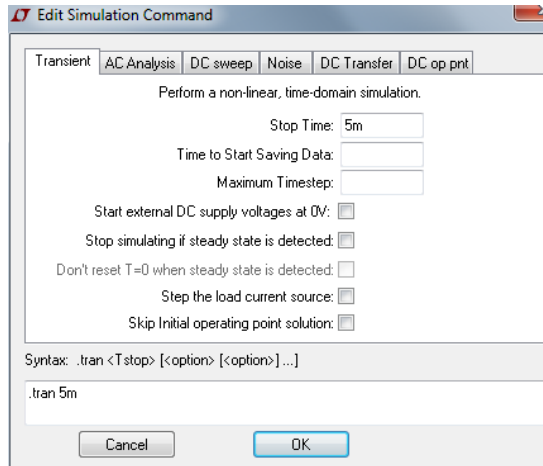 Edit Simulation Command
Transient AC Analysis DC sweep Noise DC Transfer DC op pnt
Perform a non-linear, time-domain simulation.
Stop Time: 5m
Time to Start Saving Data:
Maximum Timestep:
Start external DC supply voltages at 0V:
Stop simulating if steady state is detected:
Don't reset T=0 when steady state is detected:
Step the load current source:
Skip Initial operating point solution:
Syntax: .tran <Tstop> [<option> [<option>] ...]
.tran 5m
Cancel OK